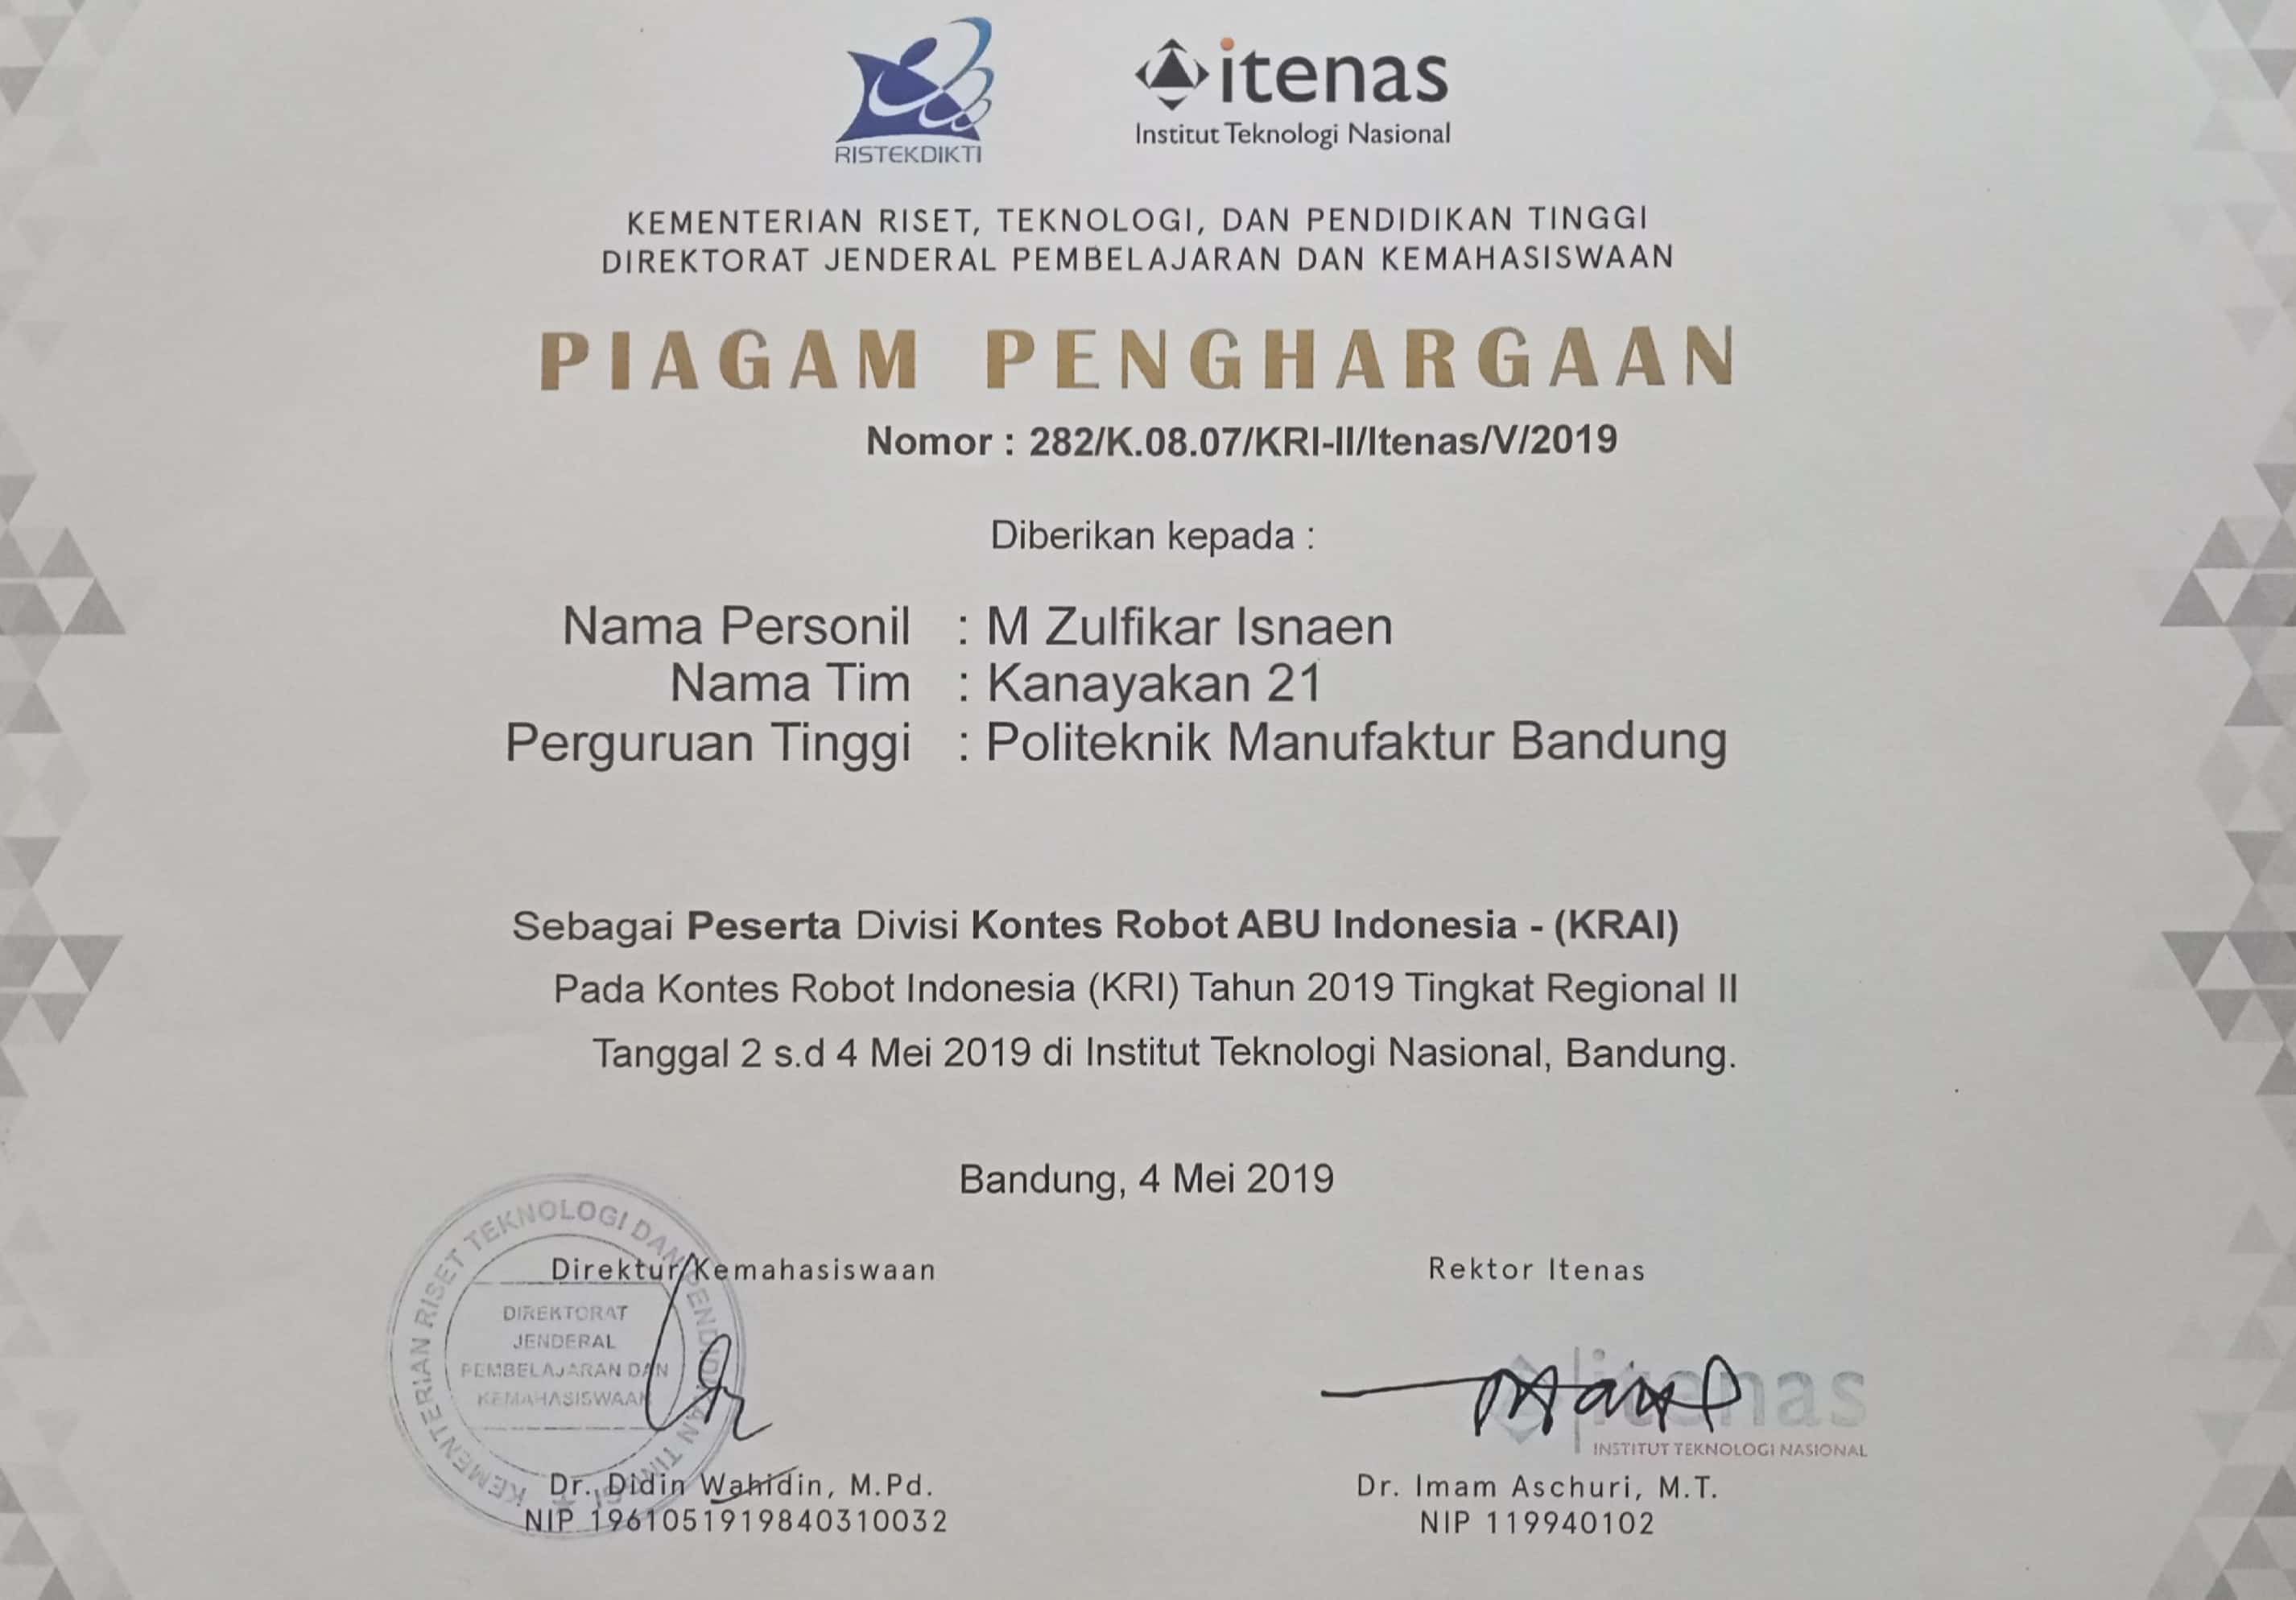 RISTEKDIKTI
itenas
Institut Teknologi Nasional
KEMENTERIAN RISET, TEKNOLOGI, DAN PENDIDIKAN TINGGI
DIREKTORAT JENDERAL PEMBELAJARAN DAN KEMAHASISWAAN
PIAGAM PENGHARGAAN
Nomor : 282/K.08.07/KRI-II/Itenas/V/2019
Diberikan kepada :
Nama Personil : M Zulfikar Isnaen
Nama Tim : Kanayakan 21
Perguruan Tinggi : Politeknik Manufaktur Bandung
Sebagai Peserta Divisi Kontes Robot ABU Indonesia - (KRAI)
Pada Kontes Robot Indonesia (KRI) Tahun 2019 Tingkat Regional II
Tanggal 2 s.d 4 Mei 2019 di Institut Teknologi Nasional, Bandung.
Bandung, 4 Mei 2019
Direktur Kemahasiswaan
Rektor Itenas
KEMENTERIAN RISET TEKNOLOGI DAN PENDIDIKAN TINGGI
DIREKTORAT
JENDERAL
PEMBELAJARAN DAN
KEMAHASISWAAN
itenas
INSTITUT TEKNOLOGI NASIONAL
Dr. Didin Wahidin, M.Pd.
NIP 1961051919840310032
Dr. Imam Aschuri, M.T.
NIP 119940102